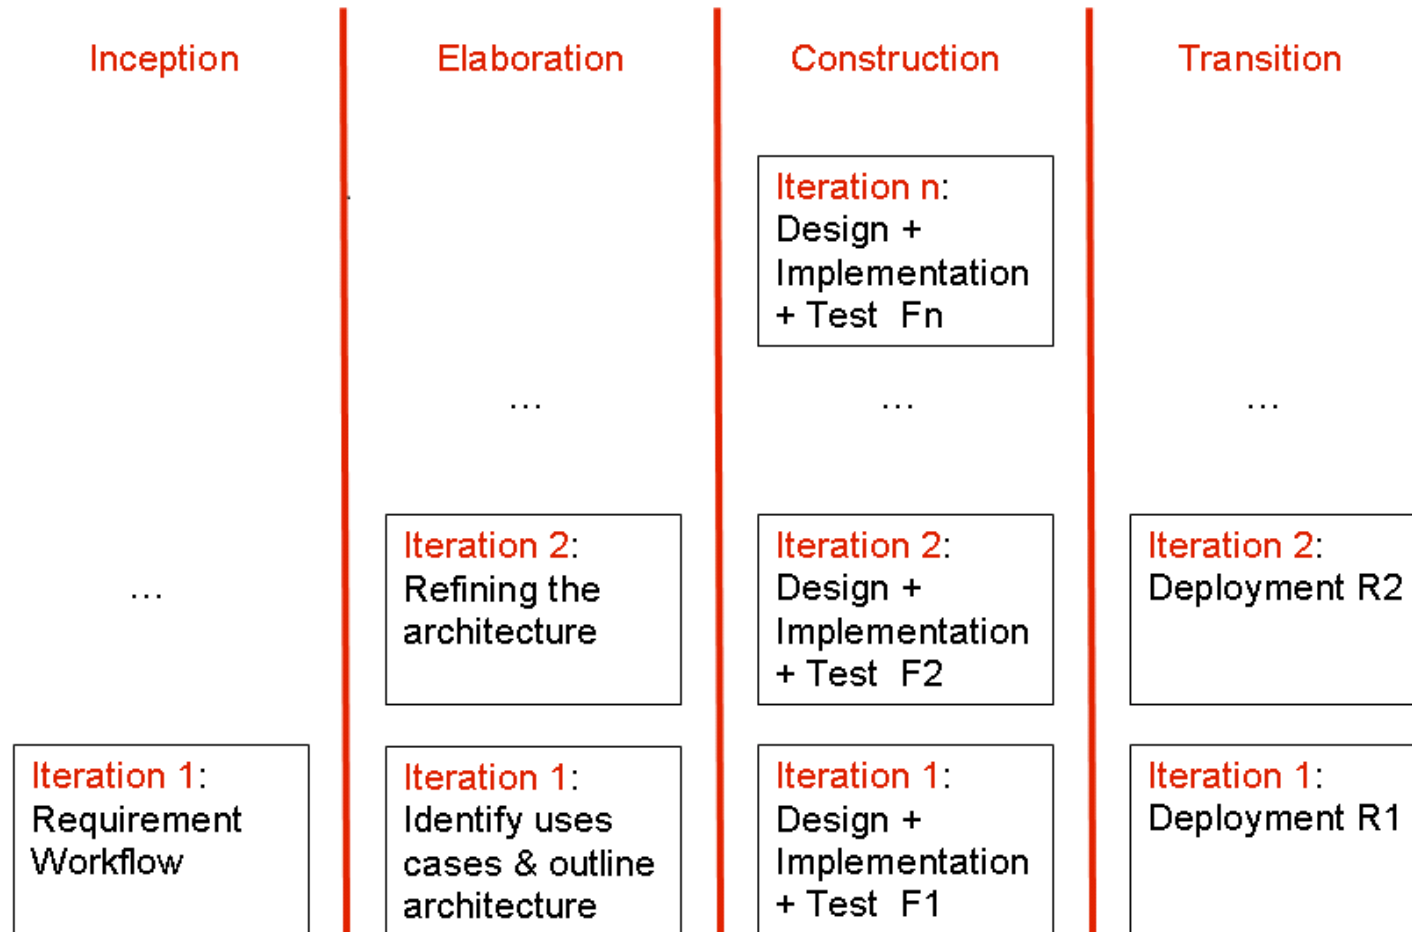 Inception
Elaboration
Construction
Transition
Iteration n:
Design +
Implementation
+ Test Fn
...
...
...
...
Iteration 2:
Refining the
architecture
Iteration 2:
Design +
Implementation
+ Test F2
Iteration 2:
Deployment R2
Iteration 1:
Requirement
Workflow
Iteration 1:
Identify uses
cases & outline
architecture
Iteration 1:
Design +
Implementation
+ Test F1
Iteration 1:
Deployment R1